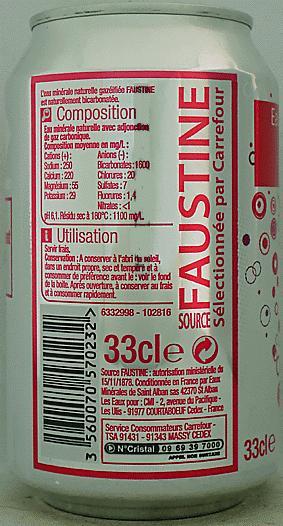 L'eau minérale naturelle gazéifiée FAUSTINE
est naturellement bicarbonatée.
Composition
Eau minérale naturelle avec adjonction
de gaz carbonique.
Composition moyenne en mg/L :
Cations (+) : Anions (-) :
Sodium : 250 Bicarbonates : 1600
Calcium : 220 Chlorures : 20
Magnésium : 55 Sulfates : 7
Potassium : 29 Fluorures : 1,4
Nitrates : <1
pH 6,1. Résidu sec à 180°C : 1100 mg/L.
i Utilisation
Servir frais.
Conservation : A conserver à l'abri du soleil,
dans un endroit propre, sec et tempéré et à
consommer de préférence avant le : voir le fond
de la boîte. Après ouverture, à conserver au frais
et à consommer rapidement.
6332998 - 102816
3 560070 570232 >
33cl e
Source FAUSTINE : autorisation ministérielle du
15/11/1878. Conditionnée en France par Eaux
Minérales de Saint Alban sas 42370 St Alban
Les Eaux pour : CMI - 2, avenue du Pacifique -
Les Ulis - 91977 COURTABOEUF Cedex - France
Service Consommateurs Carrefour -
TSA 91431 - 91343 MASSY CEDEX
N°Cristal 09 69 39 7000
APPEL NON SURTAXE
SOURCE FAUSTINE
Sélectionnée par Carrefour
33cl e